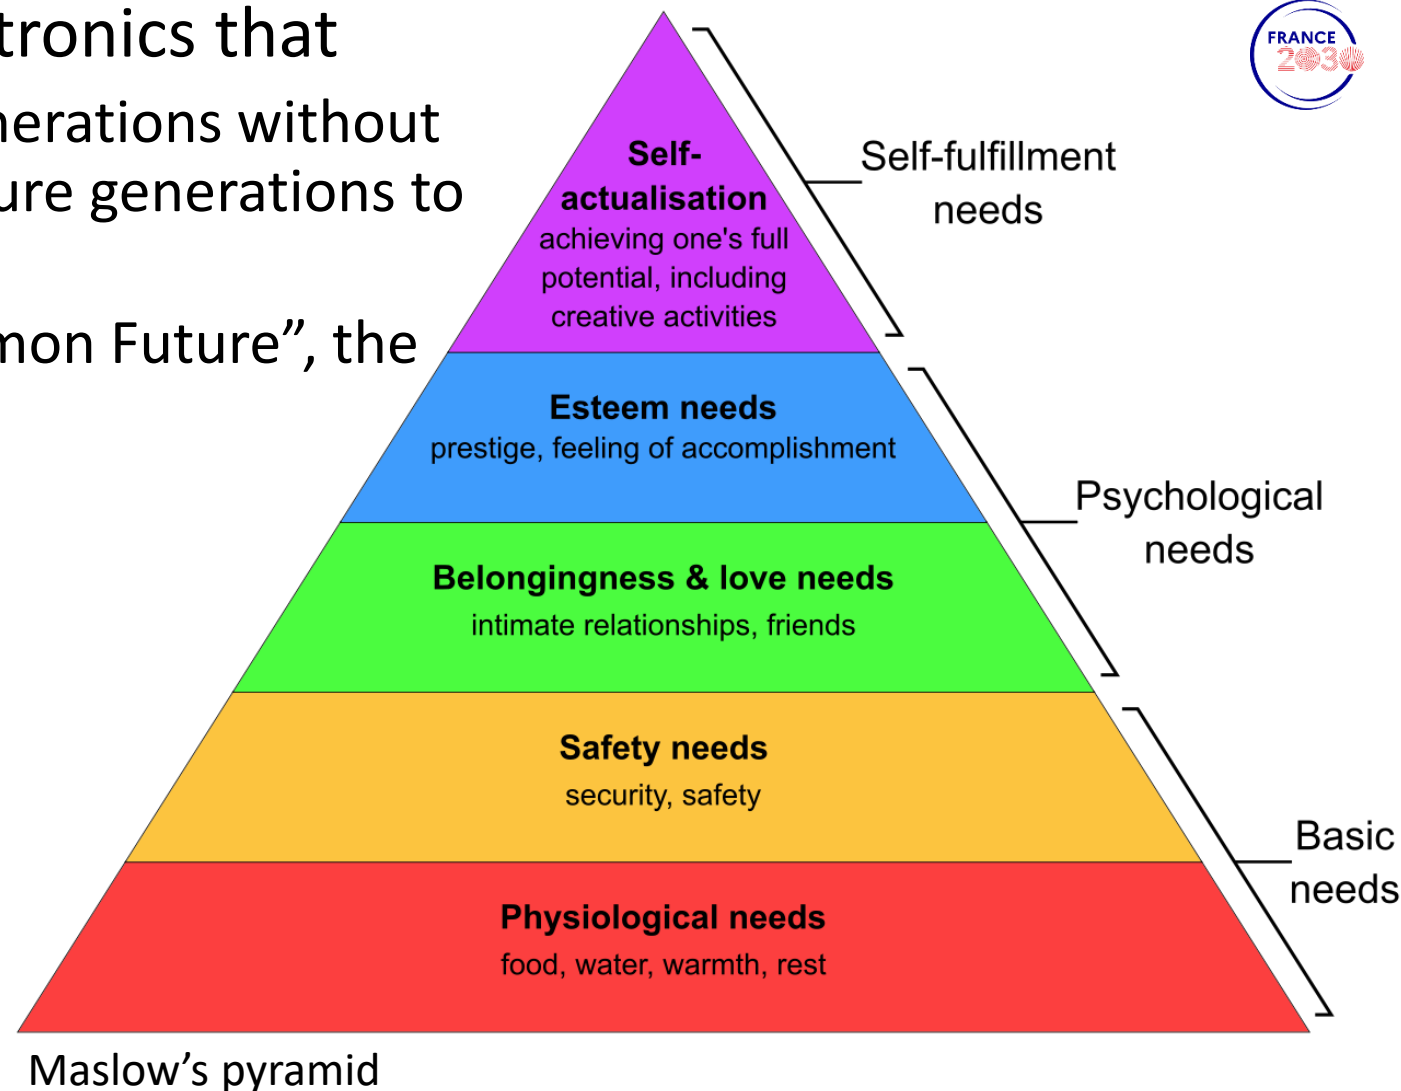 tronics that
nerations without
ure generations to
mon Future”, the
FRANCE
2030
Self-
actualisation
achieving one's full
potential, including
creative activities
Self-fulfillment
needs
Esteem needs
prestige, feeling of accomplishment
Psychological
needs
Belongingness & love needs
intimate relationships, friends
Safety needs
security, safety
Basic
needs
Physiological needs
food, water, warmth, rest
Maslow’s pyramid